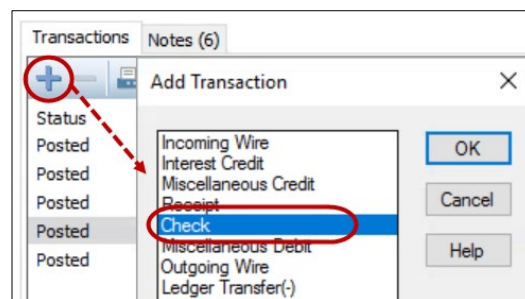 Transactions
Notes (6)
Add Transaction
Status
Posted
Posted
Posted
Posted
Posted
Incoming Wire
Interest Credit
Miscellaneous Credit
Receipt
Check
Miscellaneous Debit
Outgoing Wire
Ledger Transfer(-)
OK
Cancel
Help